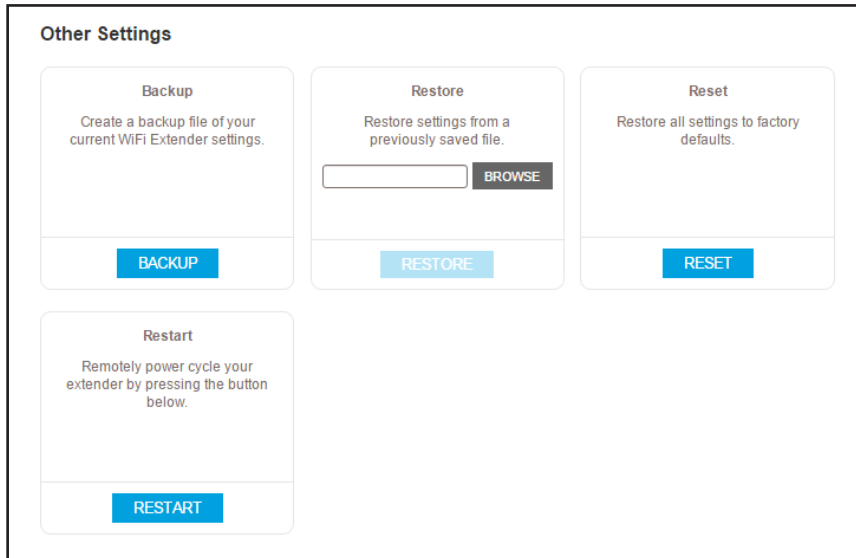 Other Settings
Backup
Create a backup file of your
current WiFi Extender settings.
BACKUP
Restore
Restore settings from a
previously saved file.
BROWSE
RESTORE
Reset
Restore all settings to factory
defaults.
RESET
Restart
Remotely power cycle your
extender by pressing the button
below.
RESTART